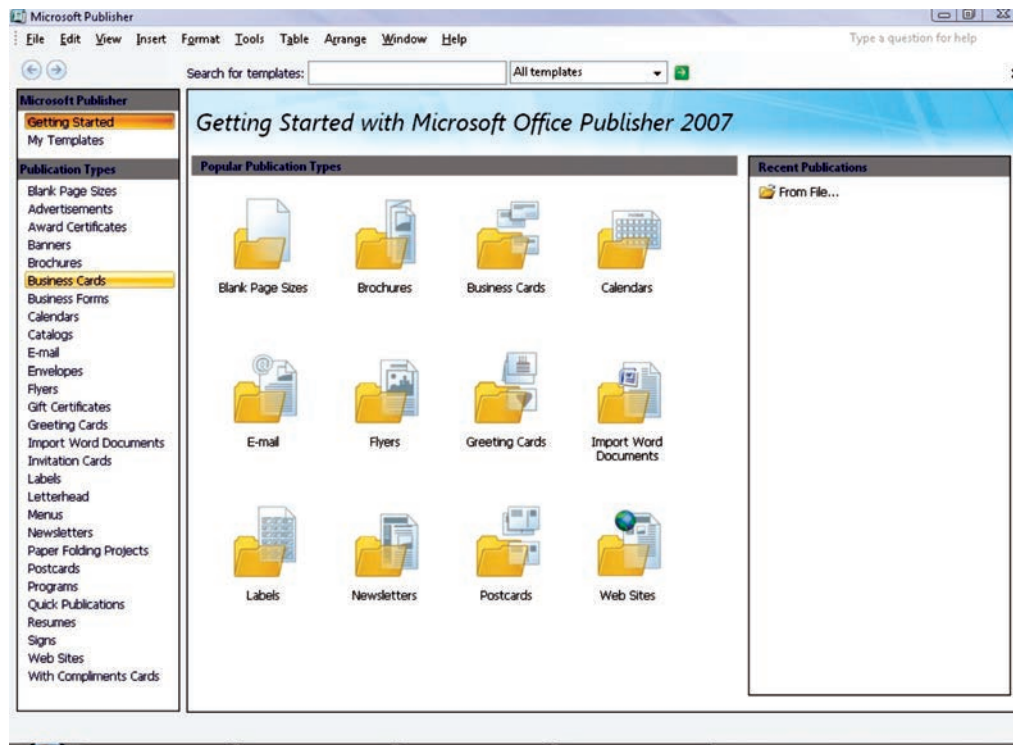 Microsoft Publisher
File Edit View Insert Format Tools Table Arrange Window Help
Type a question for help
Search for templates:
All templates
Microsoft Publisher
Getting Started
My Templates
Publication Types
Blank Page Sizes
Advertisements
Award Certificates
Banners
Brochures
Business Cards
Business Forms
Calendars
Catalogs
E-mail
Envelopes
Flyers
Gift Certificates
Greeting Cards
Import Word Documents
Invitation Cards
Labels
Letterhead
Menus
Newsletters
Paper Folding Projects
Postcards
Programs
Quick Publications
Resumes
Signs
Web Sites
With Compliments Cards
Getting Started with Microsoft Office Publisher 2007
Popular Publication Types
Blank Page Sizes
Brochures
Business Cards
Calendars
E-mail
Flyers
Greeting Cards
Import Word
Documents
Labels
Newsletters
Postcards
Web Sites
Recent Publications
From File...